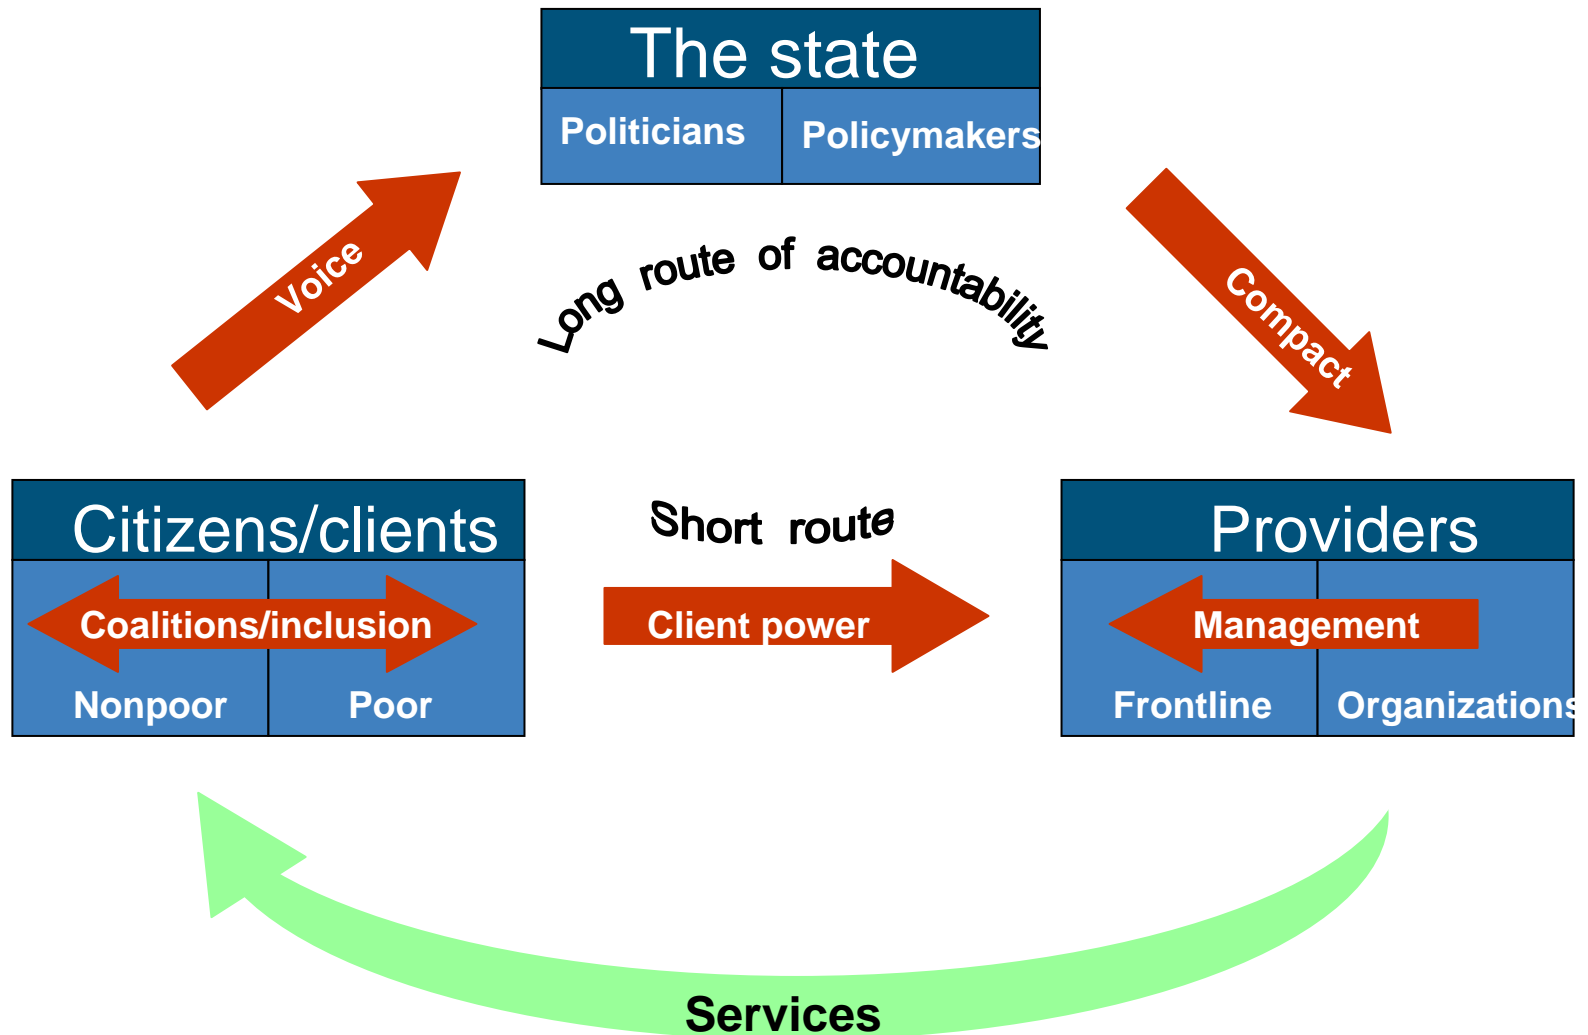 The state
Politicians
Policymakers
Voice
Long route of accountability
Compact
Citizens/clients
Short route
Providers
Coalitions/inclusion
Client power
Management
Nonpoor
Poor
Frontline
Organizations
Services